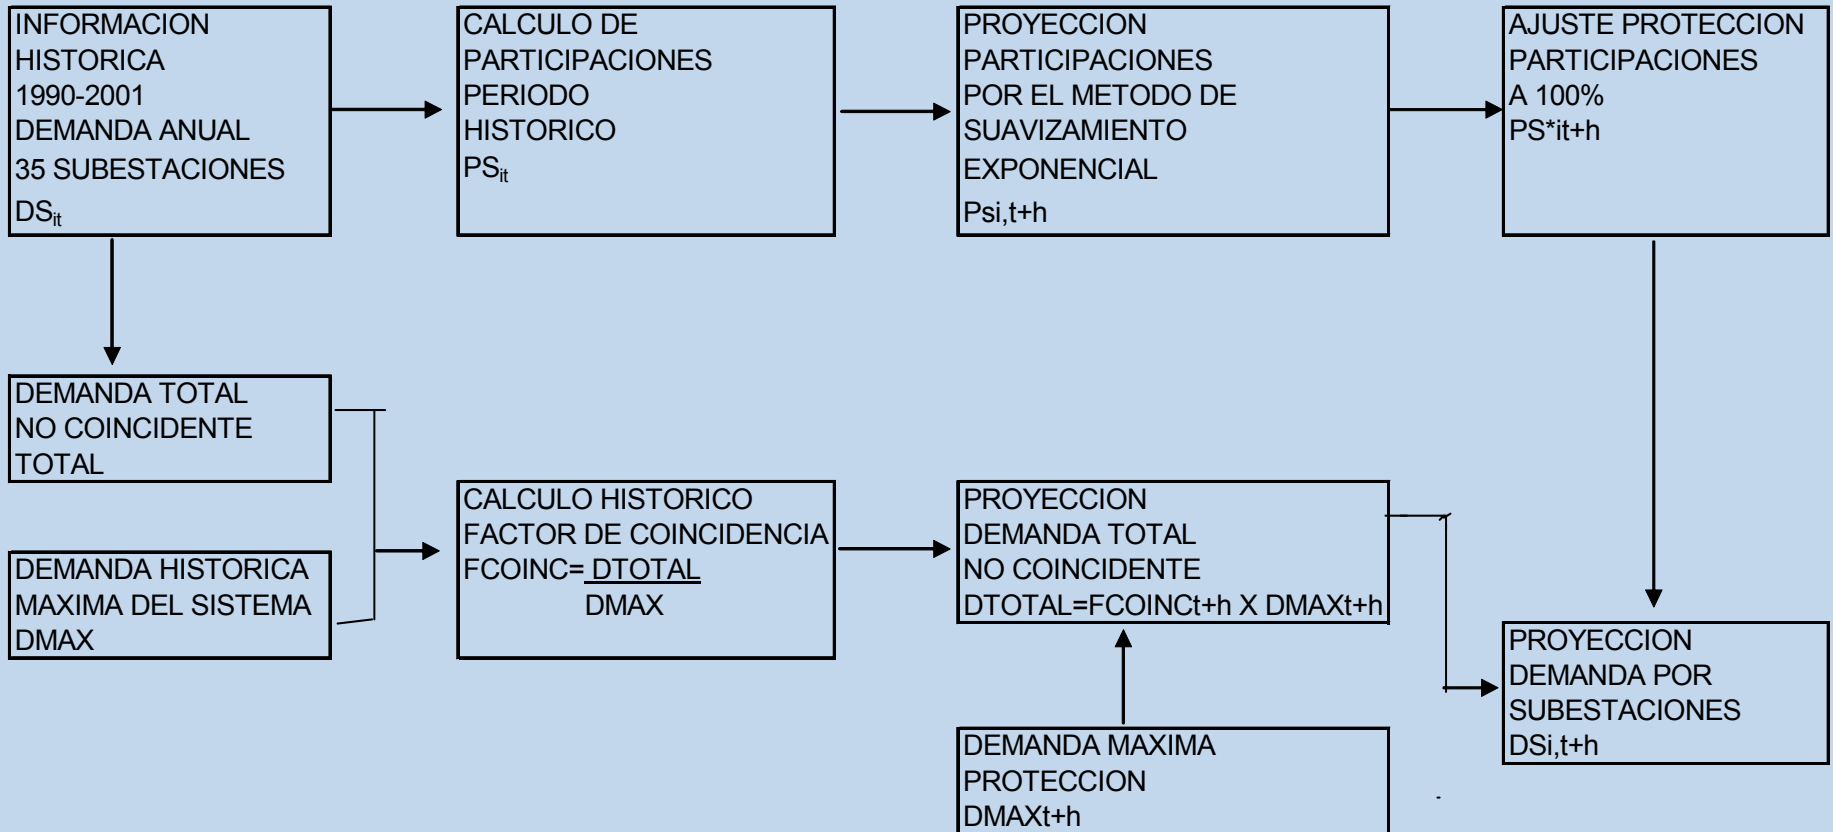 INFORMACION
HISTORICA
1990-2001
DEMANDA ANUAL
35 SUBESTACIONES
DSit
CALCULO DE
PARTICIPACIONES
PERIODO
HISTORICO
PSit
PROYECCION
PARTICIPACIONES
POR EL METODO DE
SUAVIZAMIENTO
EXPONENCIAL
Psi,t+h
AJUSTE PROTECCION
PARTICIPACIONES
A 100%
PS*it+h
DEMANDA TOTAL
NO COINCIDENTE
TOTAL
DEMANDA HISTORICA
MAXIMA DEL SISTEMA
DMAX
CALCULO HISTORICO
FACTOR DE COINCIDENCIA
FCOINC= DTOTAL
DMAX
PROYECCION
DEMANDA TOTAL
NO COINCIDENTE
DTOTAL=FCOINCt+h X DMAXt+h
DEMANDA MAXIMA
PROTECCION
DMAXt+h
PROYECCION
DEMANDA POR
SUBESTACIONES
DSi,t+h